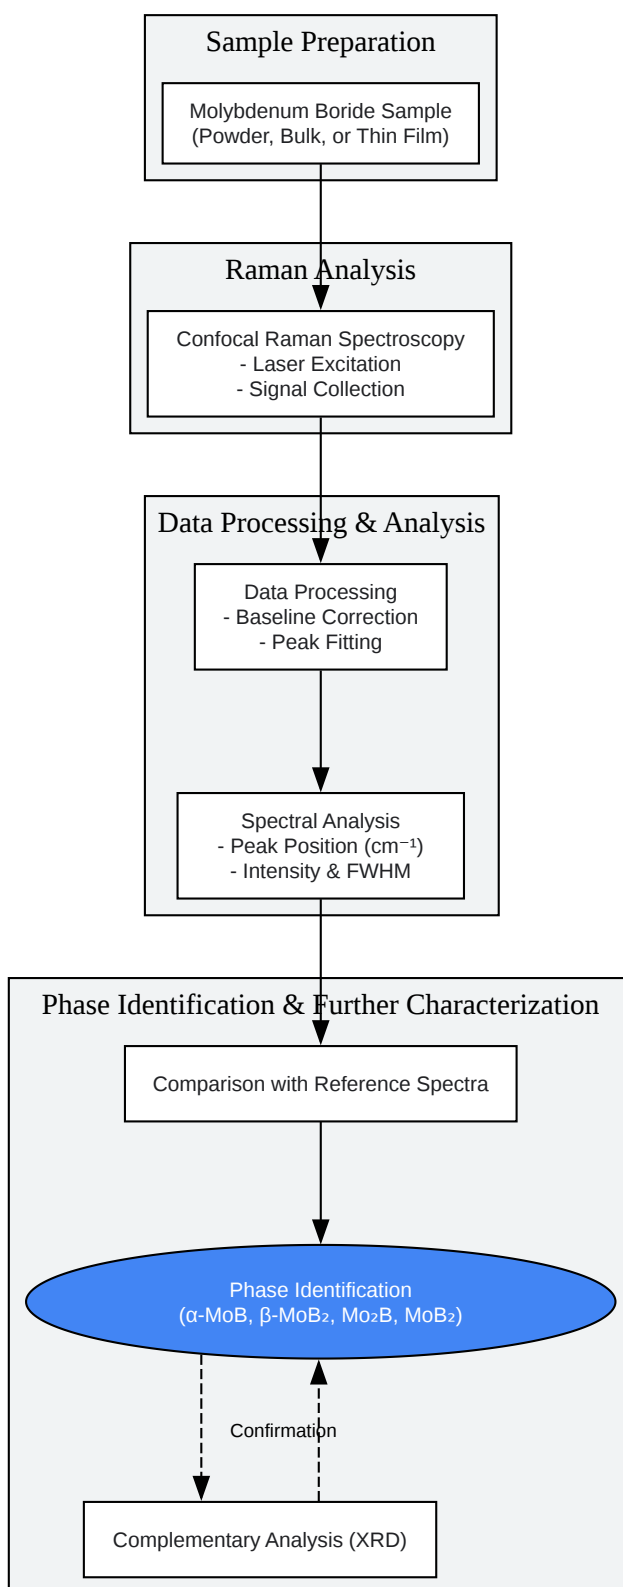 Sample Preparation
Molybdenum Boride Sample
(Powder, Bulk, or Thin Film)
Raman Analysis
Confocal Raman Spectroscopy
- Laser Excitation
- Signal Collection
Data Processing & Analysis
Data Processing
- Baseline Correction
- Peak Fitting
Spectral Analysis
- Peak Position (cm⁻¹)
- Intensity & FWHM
Phase Identification & Further Characterization
Comparison with Reference Spectra
Phase Identification
(α-MoB, β-MoB₂, Mo₂B, MoB₂)
Confirmation
Complementary Analysis (XRD)